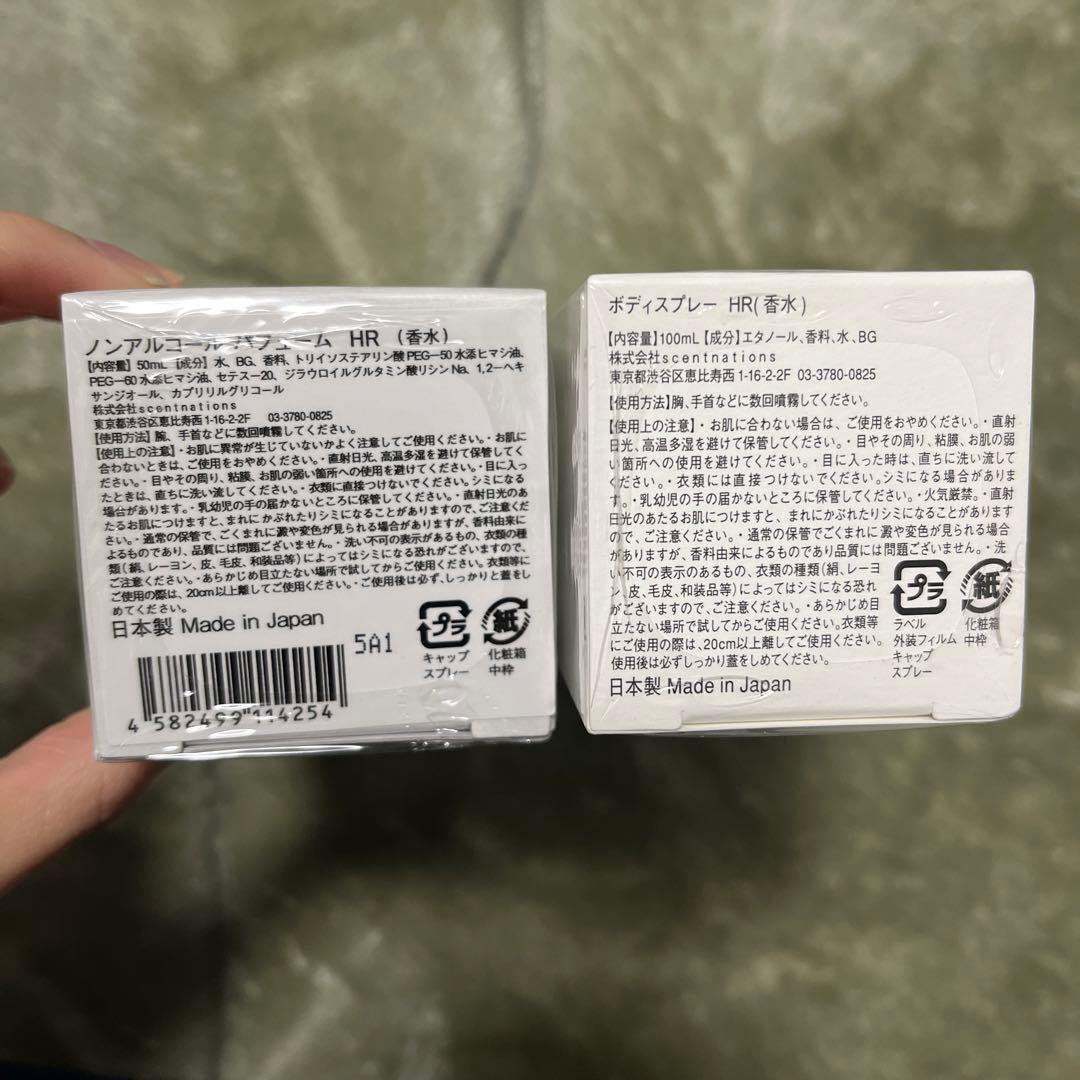 ノンアルコール パフューム HR (香水)
【内容量】50mL 【成分】水、BG、香料、トリイソステアリン酸PEG-50 水添ヒマシ油、
PEG-60 水添ヒマシ油、セテス-20、ジラウロイルグルタミン酸リシンNa、1,2-ヘキ
サンジオール、カプリリルグリコール
株式会社scentnations
東京都渋谷区恵比寿西 1-16-2-2F 03-3780-0825
【使用方法】腕、手首などに数回噴霧してください。
【使用上の注意】・お肌に異常が生じていないかよく注意してご使用ください。・お肌に
合わないときは、ご使用をおやめください。・直射日光、高温多湿を避けて保管してく
ださい。・目やその周り、粘膜、お肌の弱い箇所への使用を避けてください。・目に入っ
たときは、直ちに洗い流してください。・衣類に直接つけないでください。シミになる
場合があります。・乳幼児の手の届かないところに保管してください。・直射日光のあ
たるお肌につけますと、まれにかぶれたりシミになることがありますので、ご注意くだ
さい。・通常の保管で、ごくまれに澱や変色が見られる場合がありますが、香料由来に
よるものであり、品質には問題ございません。・洗い不可の表示があるもの、衣類の種
類(絹、レーヨン、皮、毛皮、和装品等)によってはシミになる恐れがございますので、
ご注意ください。・あらかじめ目立たない場所で試してからご使用ください。衣類等に
ご使用の際は、20cm以上離してご使用ください。・ご使用後は必ず、しっかりと蓋をし
めてください。
日本製 Made in Japan
5A1
プラ
キャップ
スプレー
紙
化粧箱
中枠
4 582499 114254
ボディスプレー HR(香水)
【内容量】100mL【成分】エタノール、香料、水、BG
株式会社scentnations
東京都渋谷区恵比寿西 1-16-2-2F 03-3780-0825
【使用方法】胸、手首などに数回噴霧してください。
【使用上の注意】・お肌に合わない場合は、ご使用をおやめください。・直射
日光、高温多湿を避けて保管してください。・目やその周り、粘膜、お肌の弱
い箇所への使用を避けてください。・目に入った時は、直ちに洗い流して
ください。・衣類には直接つけないでください。シミになる場合がありま
す。・乳幼児の手の届かないところに保管してください。・火気厳禁。・直射
日光のあたるお肌につけますと、まれにかぶれたりシミになることがあります
ので、ご注意ください。・通常の保管でごくまれに澱や変色が見られる場合
がありますが、香料由来によるものであり品質には問題ございません。・洗
い不可の表示のあるもの、衣類の種類(絹、レーヨ
ン、皮、毛皮、和装品等)によってはシミになる恐れ
がございますので、ご注意ください。・あらかじめ目
立たない場所で試してからご使用ください。衣類等
にご使用の際は、20cm以上離してご使用ください。
使用後は必ずしっかり蓋をしめてください。
日本製 Made in Japan
プラ
ラベル
外装フィルム
キャップ
スプレー
紙
化粧箱
中枠